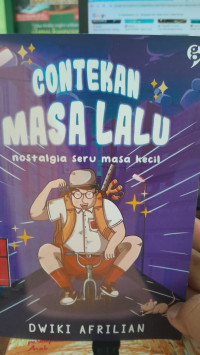 CONTEKAN
MASA LALU
nostalgia seru masa kecil
DWIKI AFRILIAN